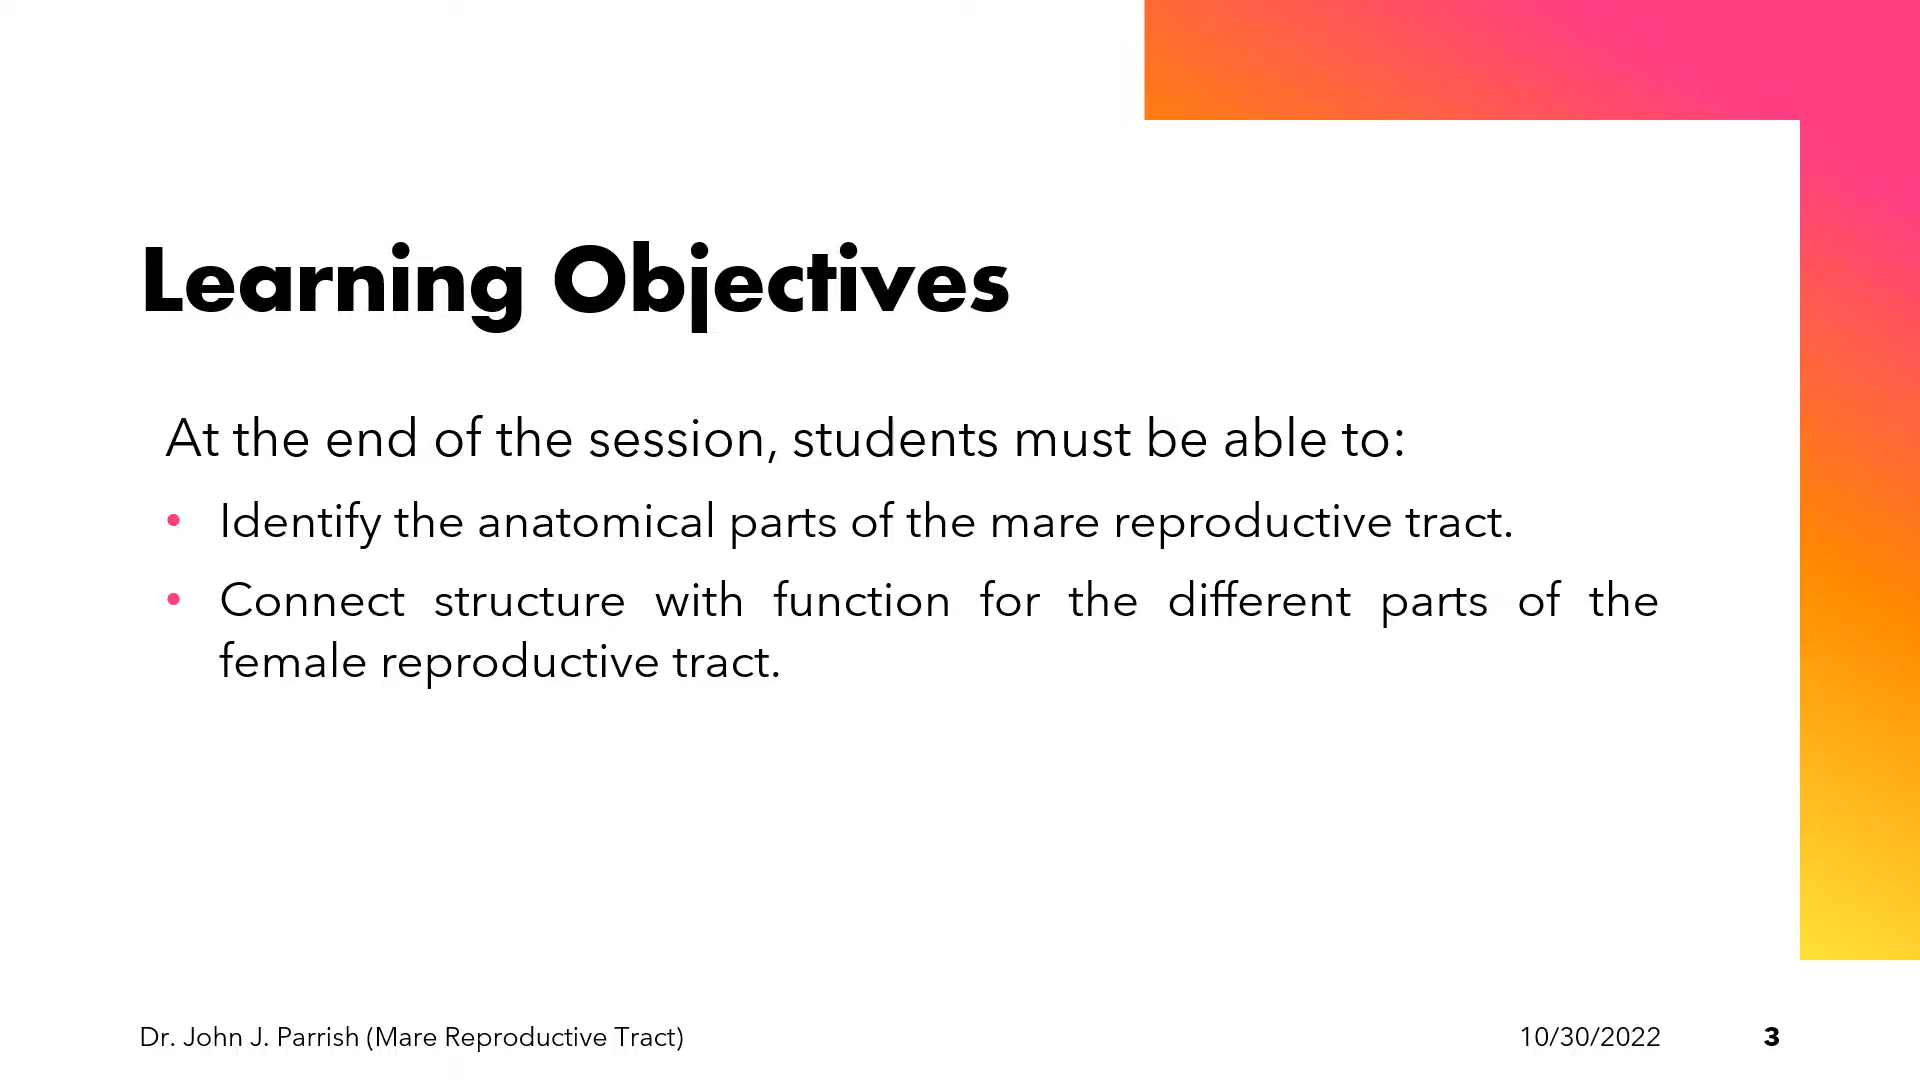 Learning Objectives
At the end of the session, students must be able to:
• Identify the anatomical parts of the mare reproductive tract.
• Connect structure with function for the different parts of the
female reproductive tract.
Dr. John J. Parrish (Mare Reproductive Tract) 10/30/2022 3